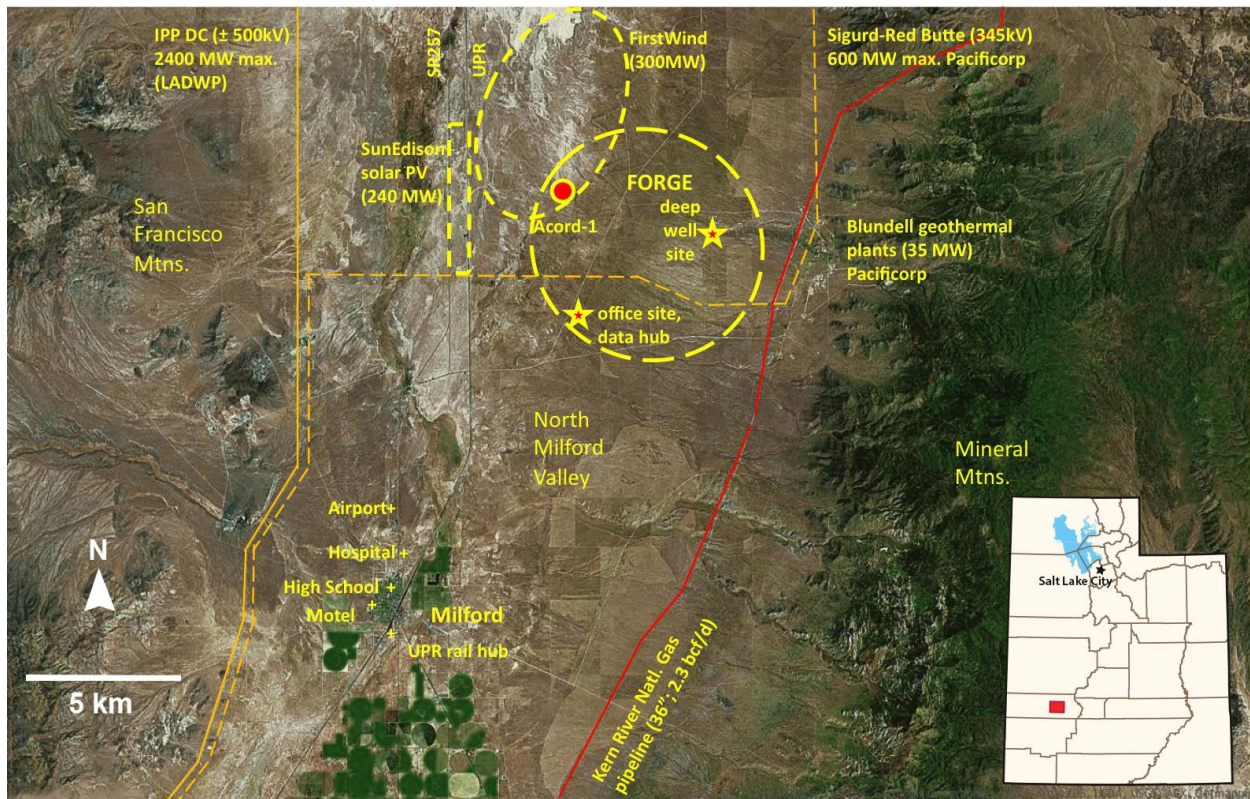 IPP DC (± 500kV)
2400 MW max.
(LADWP)
SR257
UPR
FirstWind
(300MW)
Sigurd-Red Butte (345kV)
600 MW max. Pacificorp
SunEdison
solar PV
(240 MW)
San
Francisco
Mtns.
FORGE
deep
well
site
Acord-1
Blundell geothermal
plants (35 MW)
Pacificorp
office site,
data hub
North
Milford
Valley
Mineral
Mtns.
Airport
Hospital
High School
Motel
Milford
UPR rail hub
N
5 km
Kern River Natl. Gas
pipeline (36”; 2.3 bcf/d)
Salt Lake City